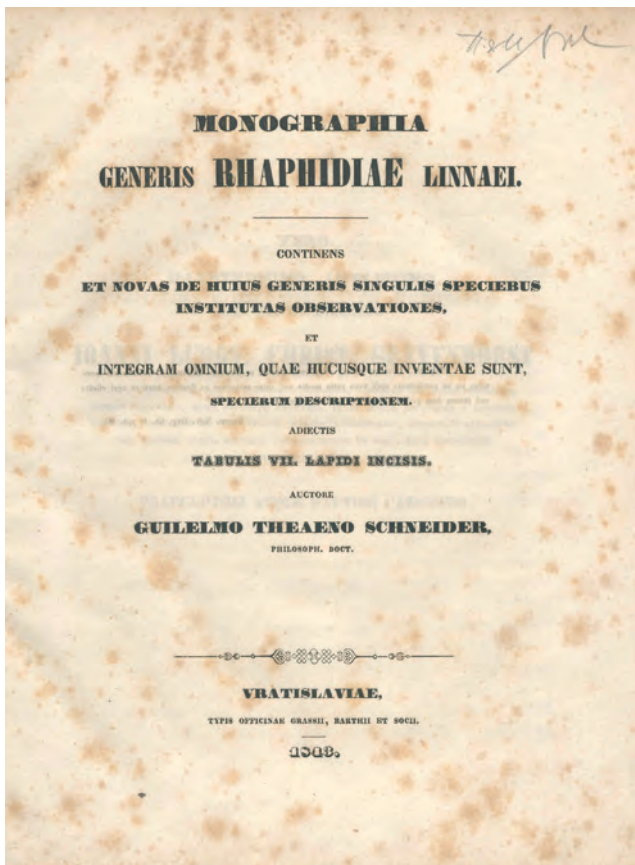 MONOGRAPHIA
GENERIS RHAPHIDIAE LINNAEI.
CONTINENS
ET NOVAS DE HUIUS GENERIS SINGULIS SPECIEBUS
INSTITUTAS OBSERVATIONES,
ET
INTEGRAM OMNIUM, QUAE HUCUSQUE INVENTAE SUNT,
SPECIERUM DESCRIPTIONEM.
ADIECTIS
TABULIS VII. LAPIDI INCISIS.
AUCTORE
GUILELMO THEAENO SCHNEIDER,
PHILOSOPH. DOCT.
VRATISLAVIAE,
TYPIS OFFICINAE GRASSII, BARTHII ET SOCII.
1843.